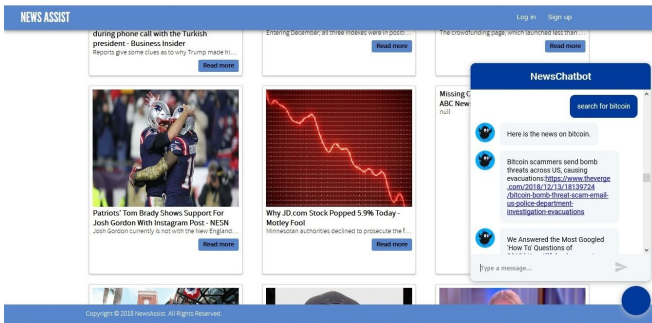 NEWS ASSIST
Log in Sign up
during phone call with the Turkish
president - Business Insider
Reports give some clues as to why Trump made hi...
Read more
Entering December, all three indexes were in positi...
Read more
The crowdfunding page, which launched less than ...
Read more
Patriots' Tom Brady Shows Support For
Josh Gordon With Instagram Post - NESN
Josh Gordon currently is not with the New England...
Read more
Why JD.com Stock Popped 5.9% Today -
Motley Fool
Minnesotan authorities declined to prosecute the f...
Read more
Missing C
ABC New
null
NewsChatbot
search for bitcoin
Here is the news on bitcoin.
Bitcoin scammers send bomb
threats across US, causing
evacuations:https://www.theverge
.com/2018/12/13/18139724
/bitcoin-bomb-threat-scam-email-
us-police-department-
investigation-evacuations
We Answered the Most Googled
'How To' Questions of
Type a message...
Copyright © 2018 NewsAssist. All Rights Reserved.